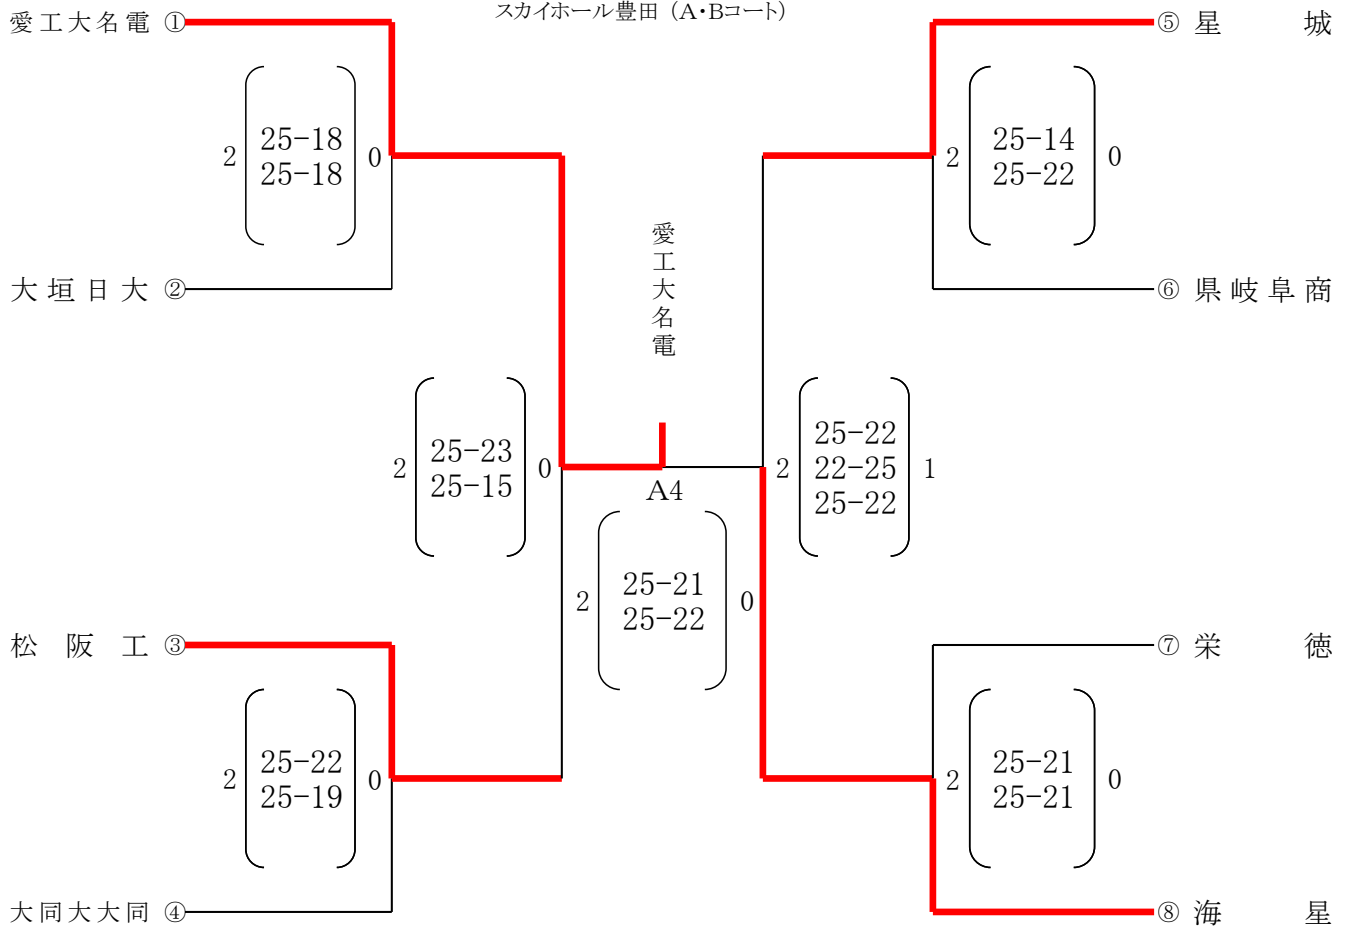 スカイホール豊田（A・Bコート）
愛工大名電 ①
⑤ 星城
2 25-18 0
25-18
2 25-14 0
25-22
愛工大名電
大垣日大 ②
⑥ 県岐阜商
2 25-23 0
25-15
2 25-22 1
22-25
25-22
A4
2 25-21 0
25-22
松阪工 ③
⑦ 栄徳
2 25-22 0
25-19
2 25-21 0
25-21
大同大大同 ④
⑧ 海星